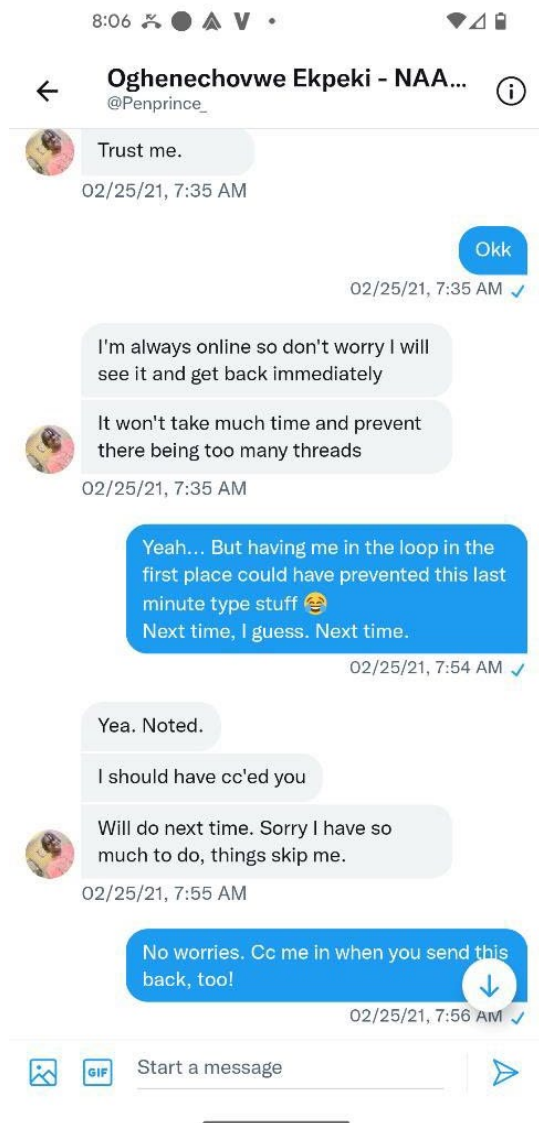 8:06
Oghenechovwe Ekpeki - NAA...
@Penprince_
Trust me.
02/25/21, 7:35 AM
Okk
02/25/21, 7:35 AM
I'm always online so don't worry I will
see it and get back immediately
It won't take much time and prevent
there being too many threads
02/25/21, 7:35 AM
Yeah... But having me in the loop in the
first place could have prevented this last
minute type stuff 😂
Next time, I guess. Next time.
02/25/21, 7:54 AM
Yea. Noted.
I should have cc'ed you
Will do next time. Sorry I have so
much to do, things skip me.
02/25/21, 7:55 AM
No worries. Cc me in when you send this
back, too!
02/25/21, 7:56 AM
GIF
Start a message